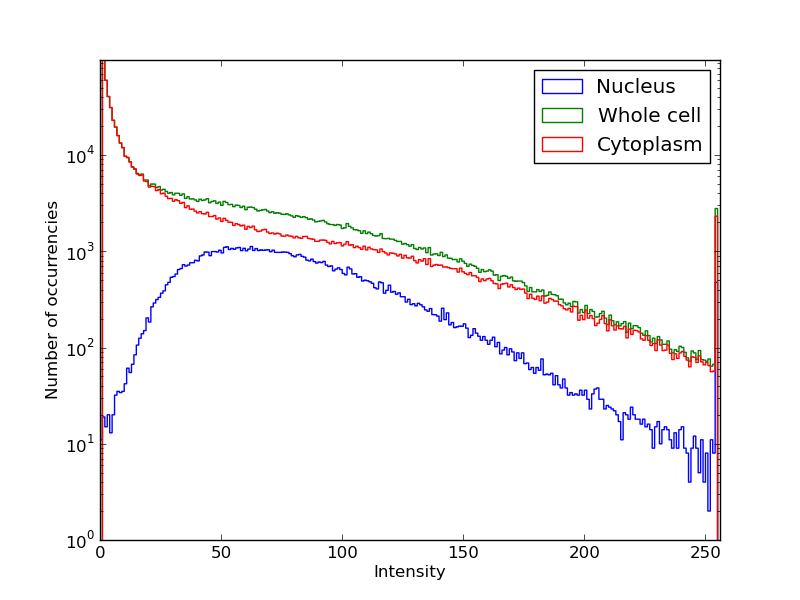 Nucleus
Whole cell
Cytoplasm
10^4
10^3
10^2
10^1
10^0
Number of occurrencies
0 50 100 150 200 250
Intensity